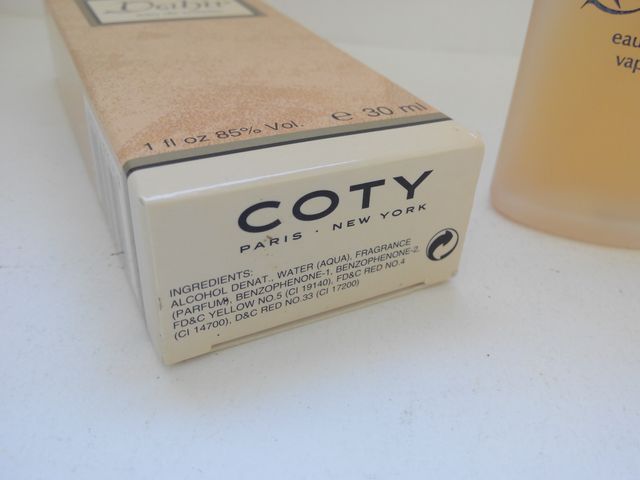 1 fl oz 85% Vol. e 30 ml
COTY
PARIS · NEW YORK
INGREDIENTS:
ALCOHOL DENAT., WATER (AQUA), FRAGRANCE
(PARFUM), BENZOPHENONE-1, BENZOPHENONE-2,
FD&C YELLOW NO.5 (CI 19140), FD&C RED NO.4
(CI 14700), D&C RED NO.33 (CI 17200)
eau
vap